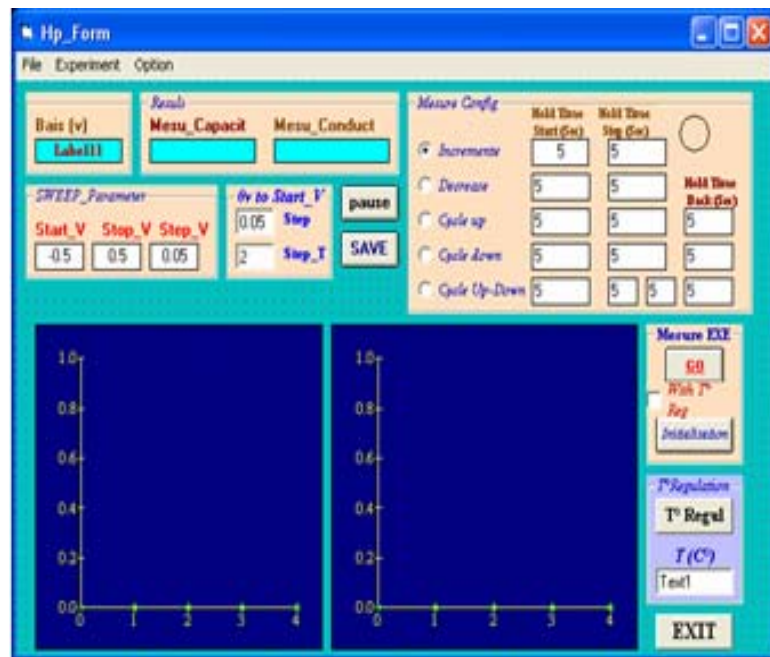 Hp_Form
File Experiment Option
Bais (v)
Label11
Result
Mesu_Capacit Mesu_Conduct
SWEEP_Parameter
Start_V Stop_V Step_V
-0.5 0.5 0.05
0v to Start_V
0.05 Step
2 Step_T
pause
SAVE
Mesure Config
Hold Time Start (Sec) Hold Time Step (Sec)
Incremente 5 5
Decrease 5 5
Hold Time Back (Sec)
Cycle up 5 5 5
Cycle down 5 5 5
Cycle Up-Down 5 5 5 5
1.0
0.8
0.6
0.4
0.2
0.0
0 1 2 3 4
1.0
0.8
0.6
0.4
0.2
0.0
0 1 2 3 4
Mesure EXE
GO
With T°
Reg
Initialisation
T°Regulation
T° Regul
T (C°)
Text1
EXIT